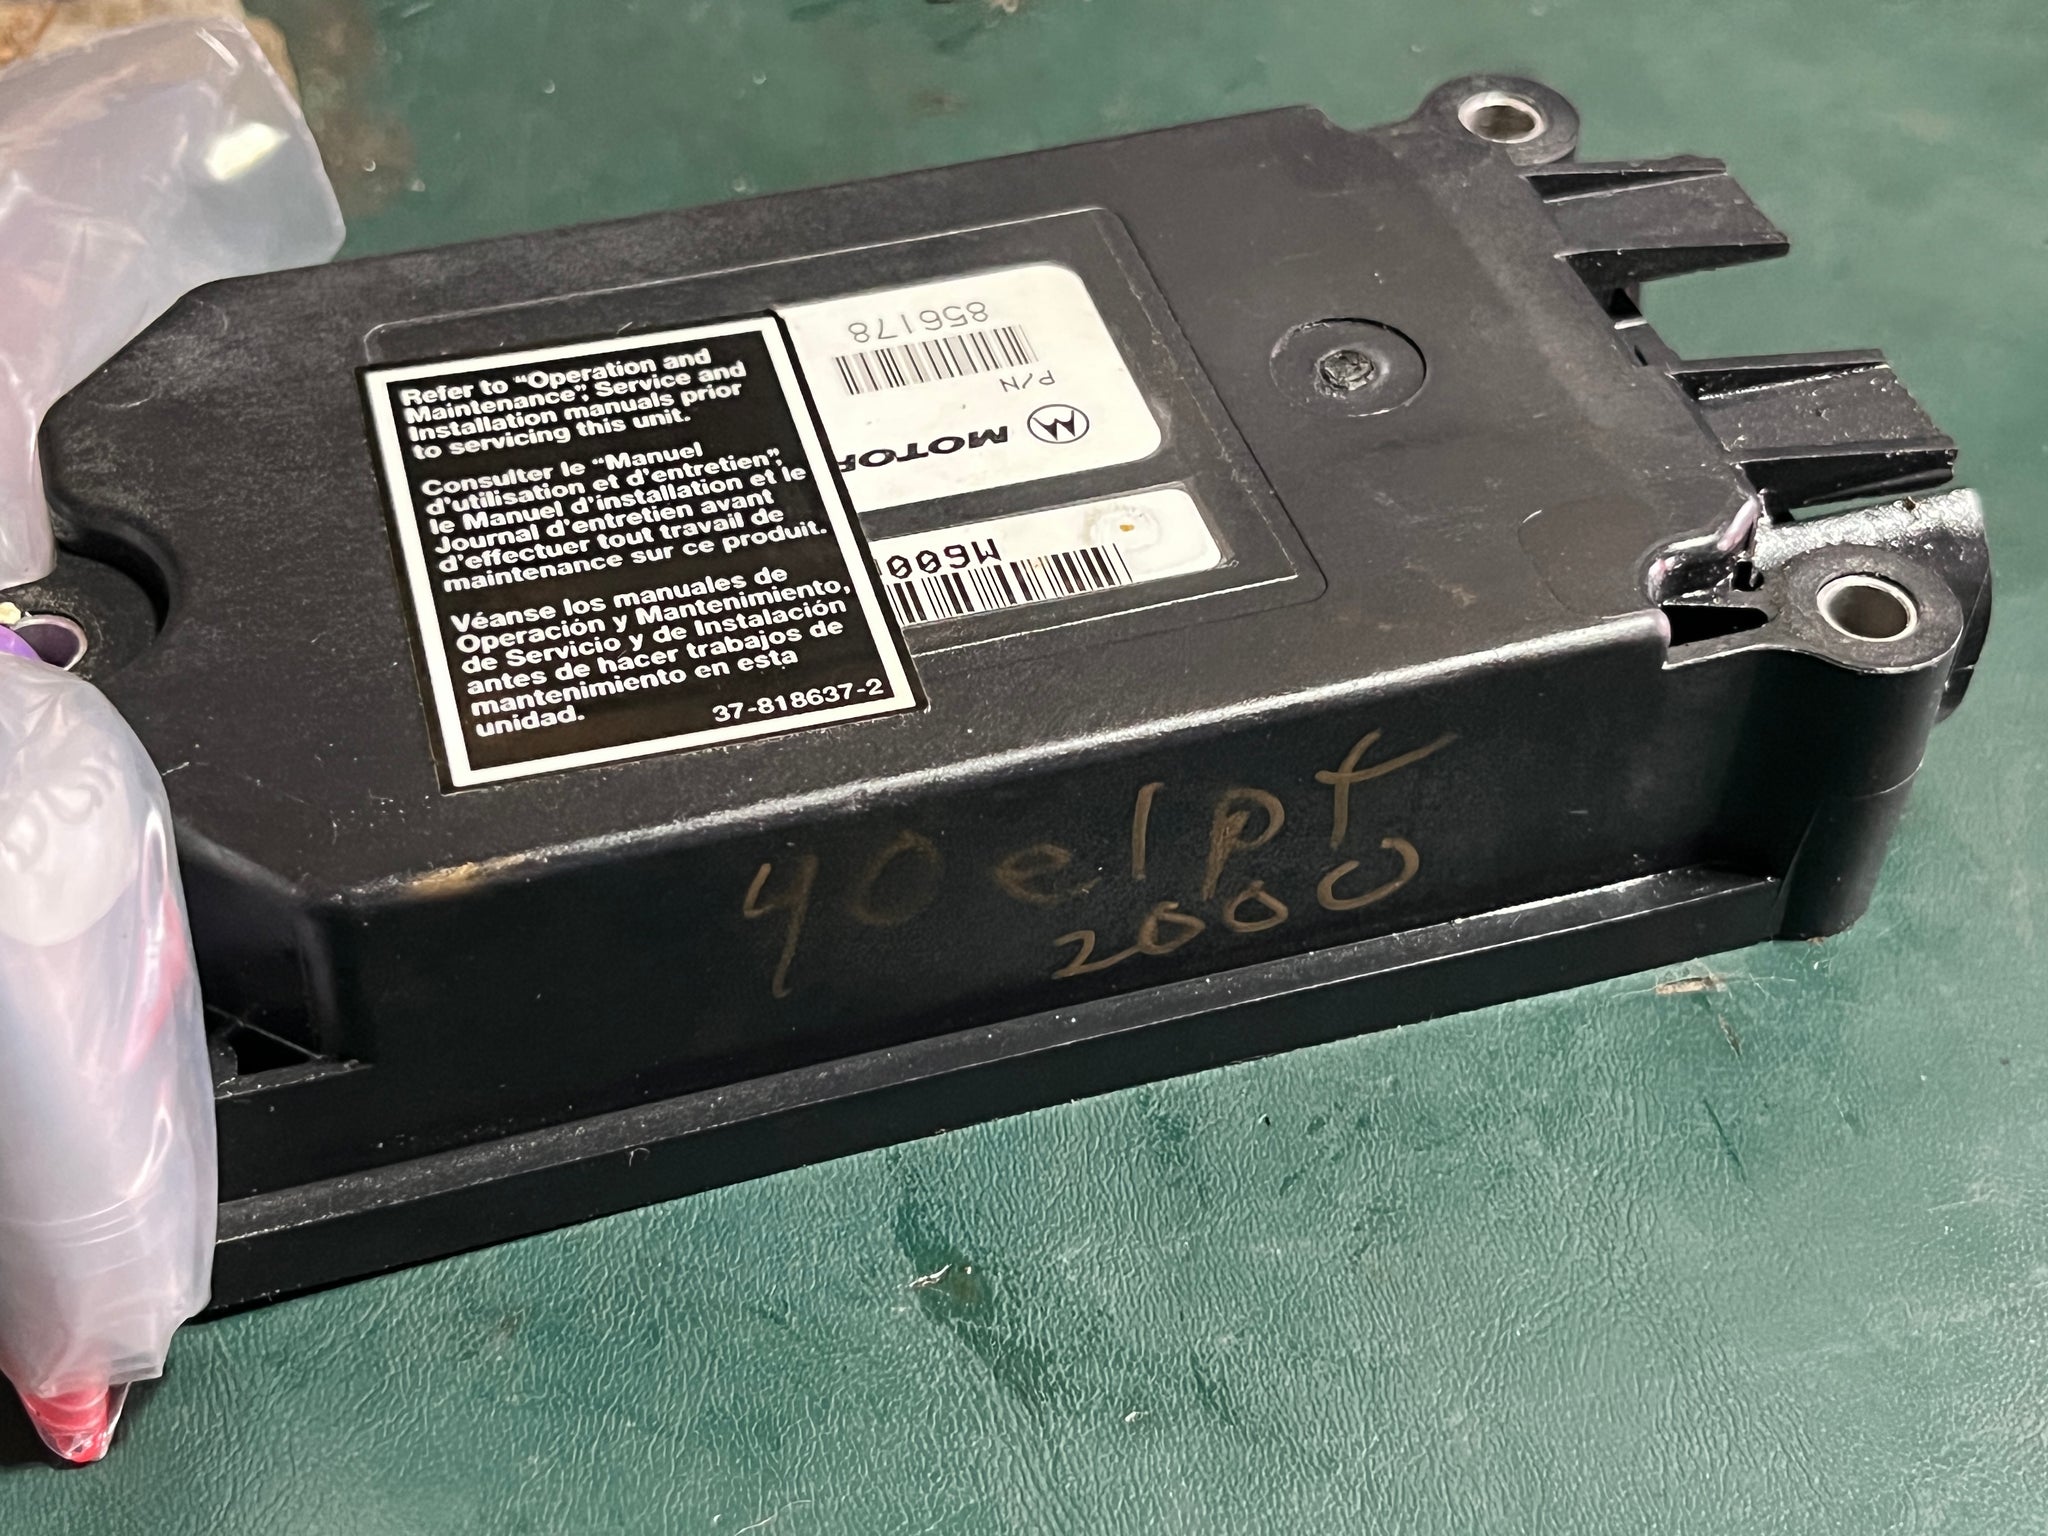 Refer to "Operation and
Maintenance", Service and
Installation manuals prior
to servicing this unit.
Consulter le "Manuel
d'utilisation et d'entretien",
le Manuel d'installation et le
Journal d'entretien avant
d'effectuer tout travail de
maintenance sur ce produit.
Véanse los manuales de
Operación y Mantenimiento,
de Servicio y de Instalación
antes de hacer trabajos de
mantenimiento en esta
unidad.
37-818637-2
MOTOR
P/N
856178
M600
40elpt
2000